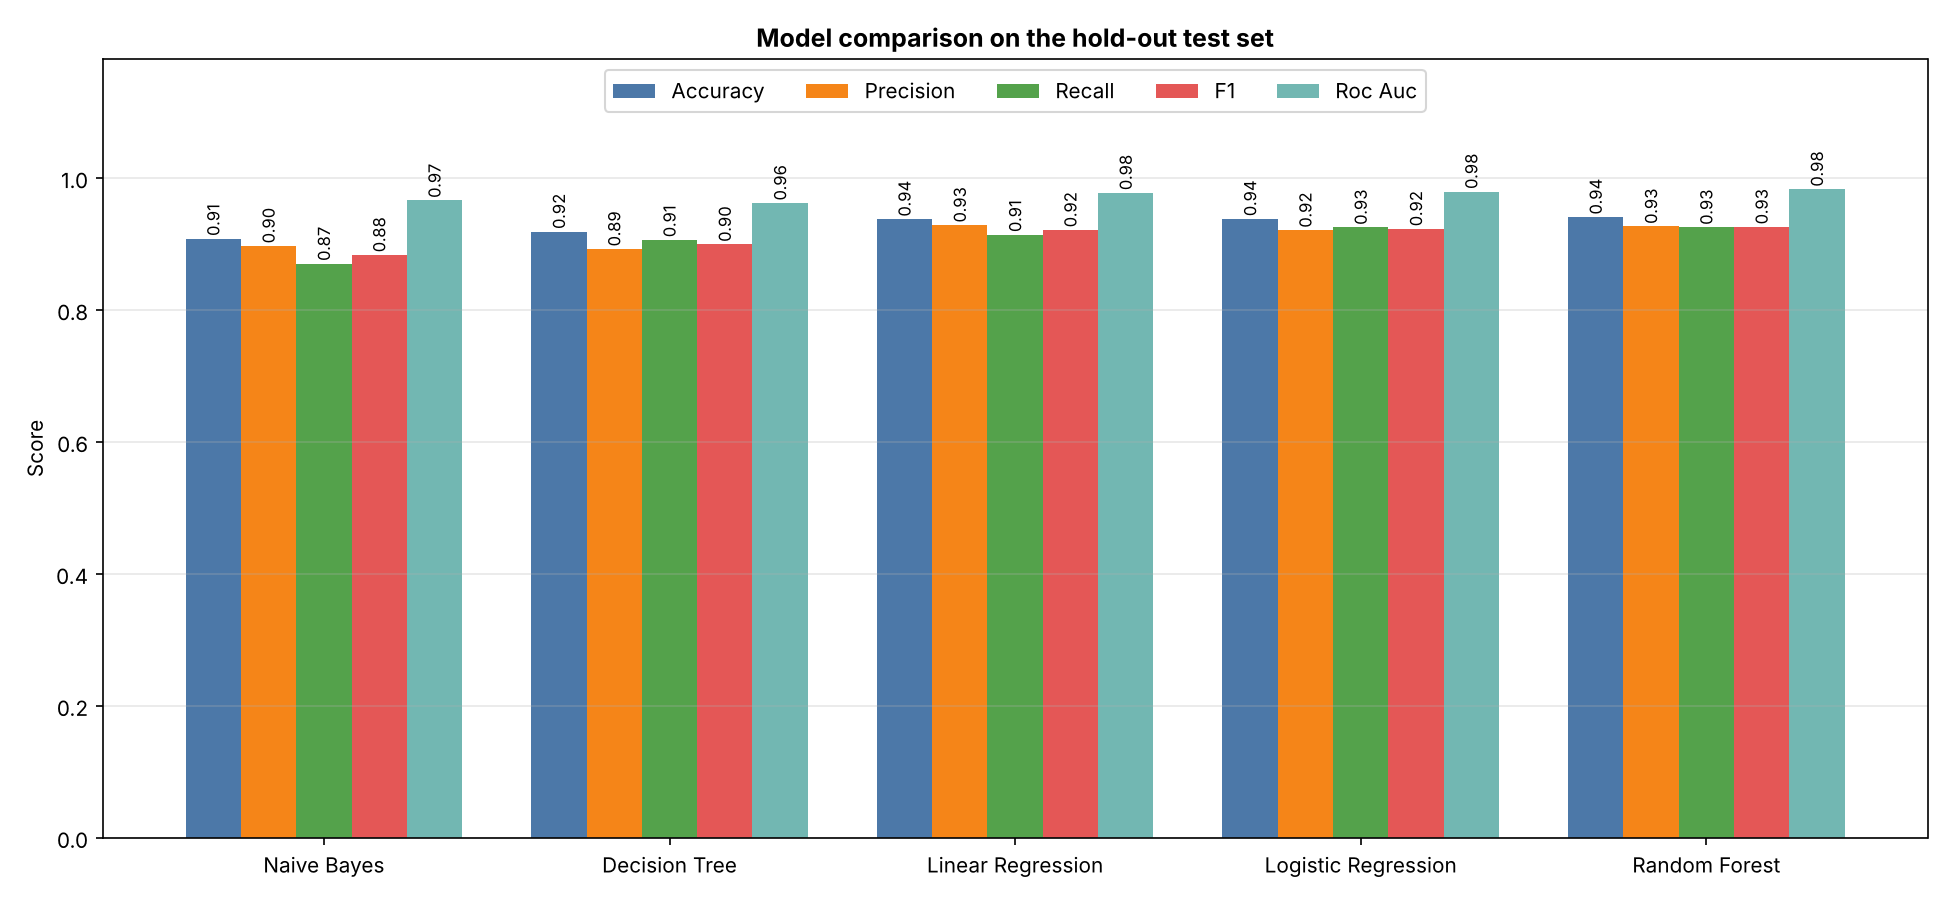 Model comparison on the hold-out test set
Accuracy Precision Recall F1 Roc Auc
Score
1.0
0.8
0.6
0.4
0.2
0.0
0.91 0.90 0.87 0.88 0.97
0.92 0.89 0.91 0.90 0.96
0.94 0.93 0.91 0.92 0.98
0.94 0.92 0.93 0.92 0.98
0.94 0.93 0.93 0.93 0.98
Naive Bayes Decision Tree Linear Regression Logistic Regression Random Forest